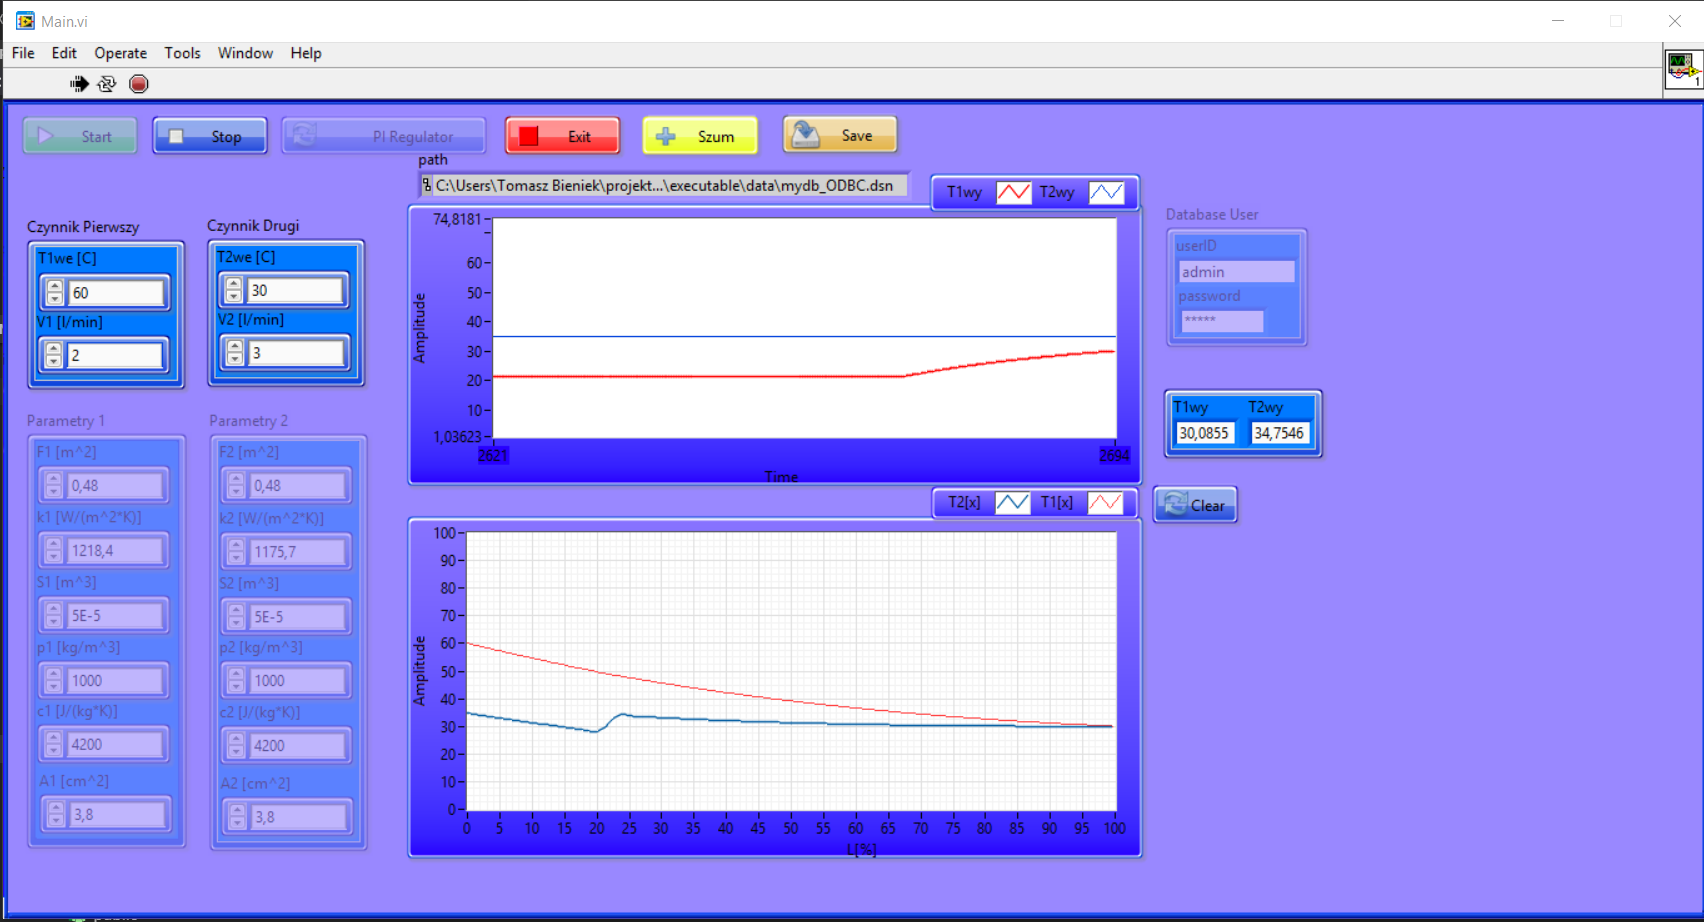 Main.vi
File Edit Operate Tools Window Help
1
Start Stop PI Regulator Exit Szum Save
path
C:\Users\Tomasz Bieniek\projekt...\executable\data\mydb_ODBC.dsn
T1wy T2wy
Czynnik Pierwszy
T1we [C]
60
V1 [l/min]
2
Czynnik Drugi
T2we [C]
30
V2 [l/min]
3
Parametry 1
F1 [m^2]
0,48
k1 [W/(m^2*K)]
1218,4
S1 [m^3]
5E-5
p1 [kg/m^3]
1000
c1 [J/(kg*K)]
4200
A1 [cm^2]
3,8
Parametry 2
F2 [m^2]
0,48
k2 [W/(m^2*K)]
1175,7
S2 [m^3]
5E-5
p2 [kg/m^3]
1000
c2 [J/(kg*K)]
4200
A2 [cm^2]
3,8
Amplitude
74,8181
60
50
40
30
20
10
1,03623
2621 2694
Time
Database User
userID
admin
password
*****
T1wy T2wy
30,0855 34,7546
T2[x] T1[x]
Clear
Amplitude
100
90
80
70
60
50
40
30
20
10
0
0 5 10 15 20 25 30 35 40 45 50 55 60 65 70 75 80 85 90 95 100
L[%]